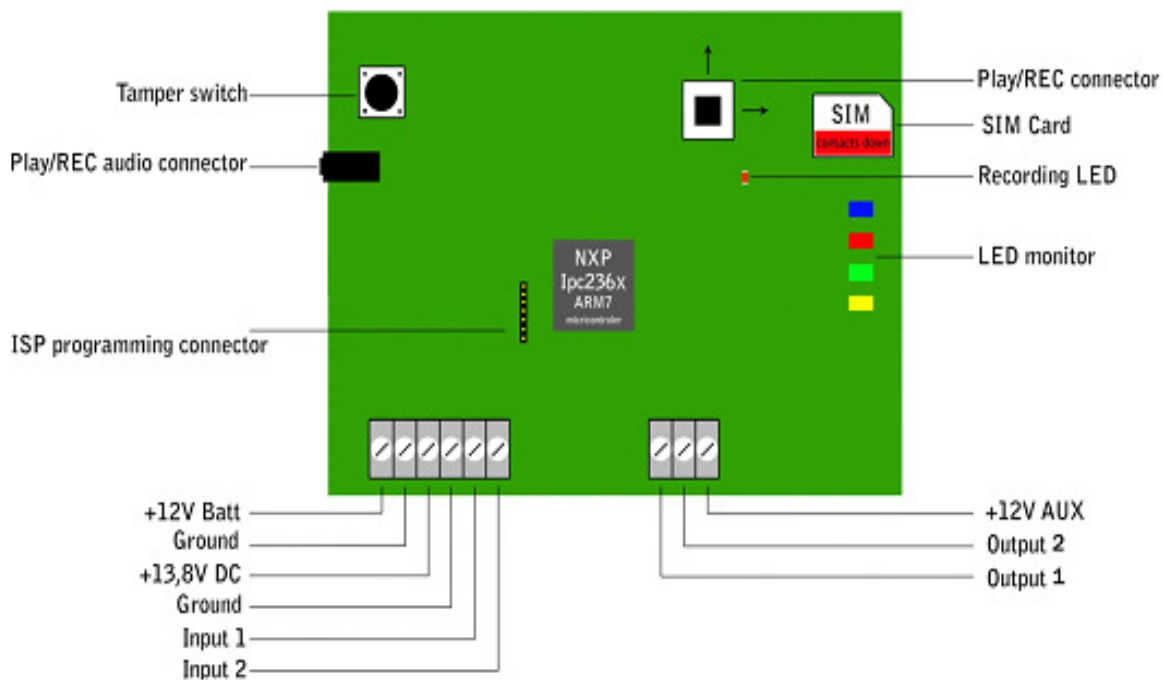 Tamper switch
Play/REC audio connector
ISP programming connector
Play/REC connector
SIM
contacts down
SIM Card
Recording LED
LED monitor
NXP
lpc236x
ARM7
microntroler
+12V Batt
Ground
+13,8V DC
Ground
Input 1
Input 2
+12V AUX
Output 2
Output 1